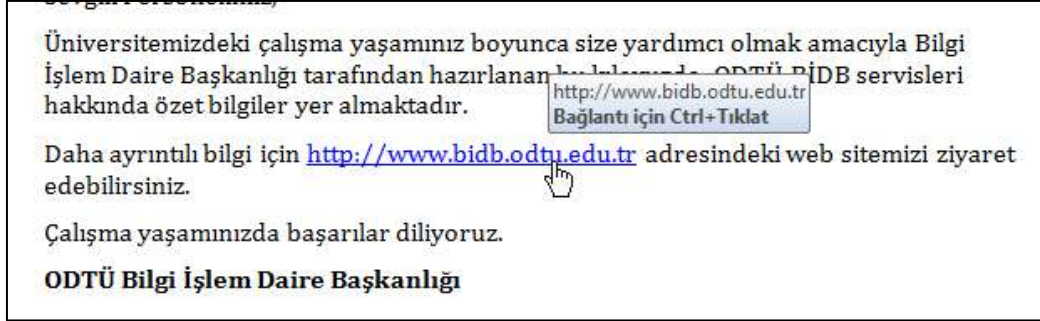 Üniversitemizdeki çalışma yaşamınız boyunca size yardımcı olmak amacıyla Bilgi
İşlem Daire Başkanlığı tarafından hazırlanan ODTÜ BİDB servisleri
http://www.bidb.odtu.edu.tr
hakkında özet bilgiler yer almaktadır.
Bağlantı için Ctrl+Tıklat
Daha ayrıntılı bilgi için http://www.bidb.odtu.edu.tr adresindeki web sitemizi ziyaret
edebilirsiniz.
Çalışma yaşamınızda başarılar diliyoruz.
ODTÜ Bilgi İşlem Daire Başkanlığı